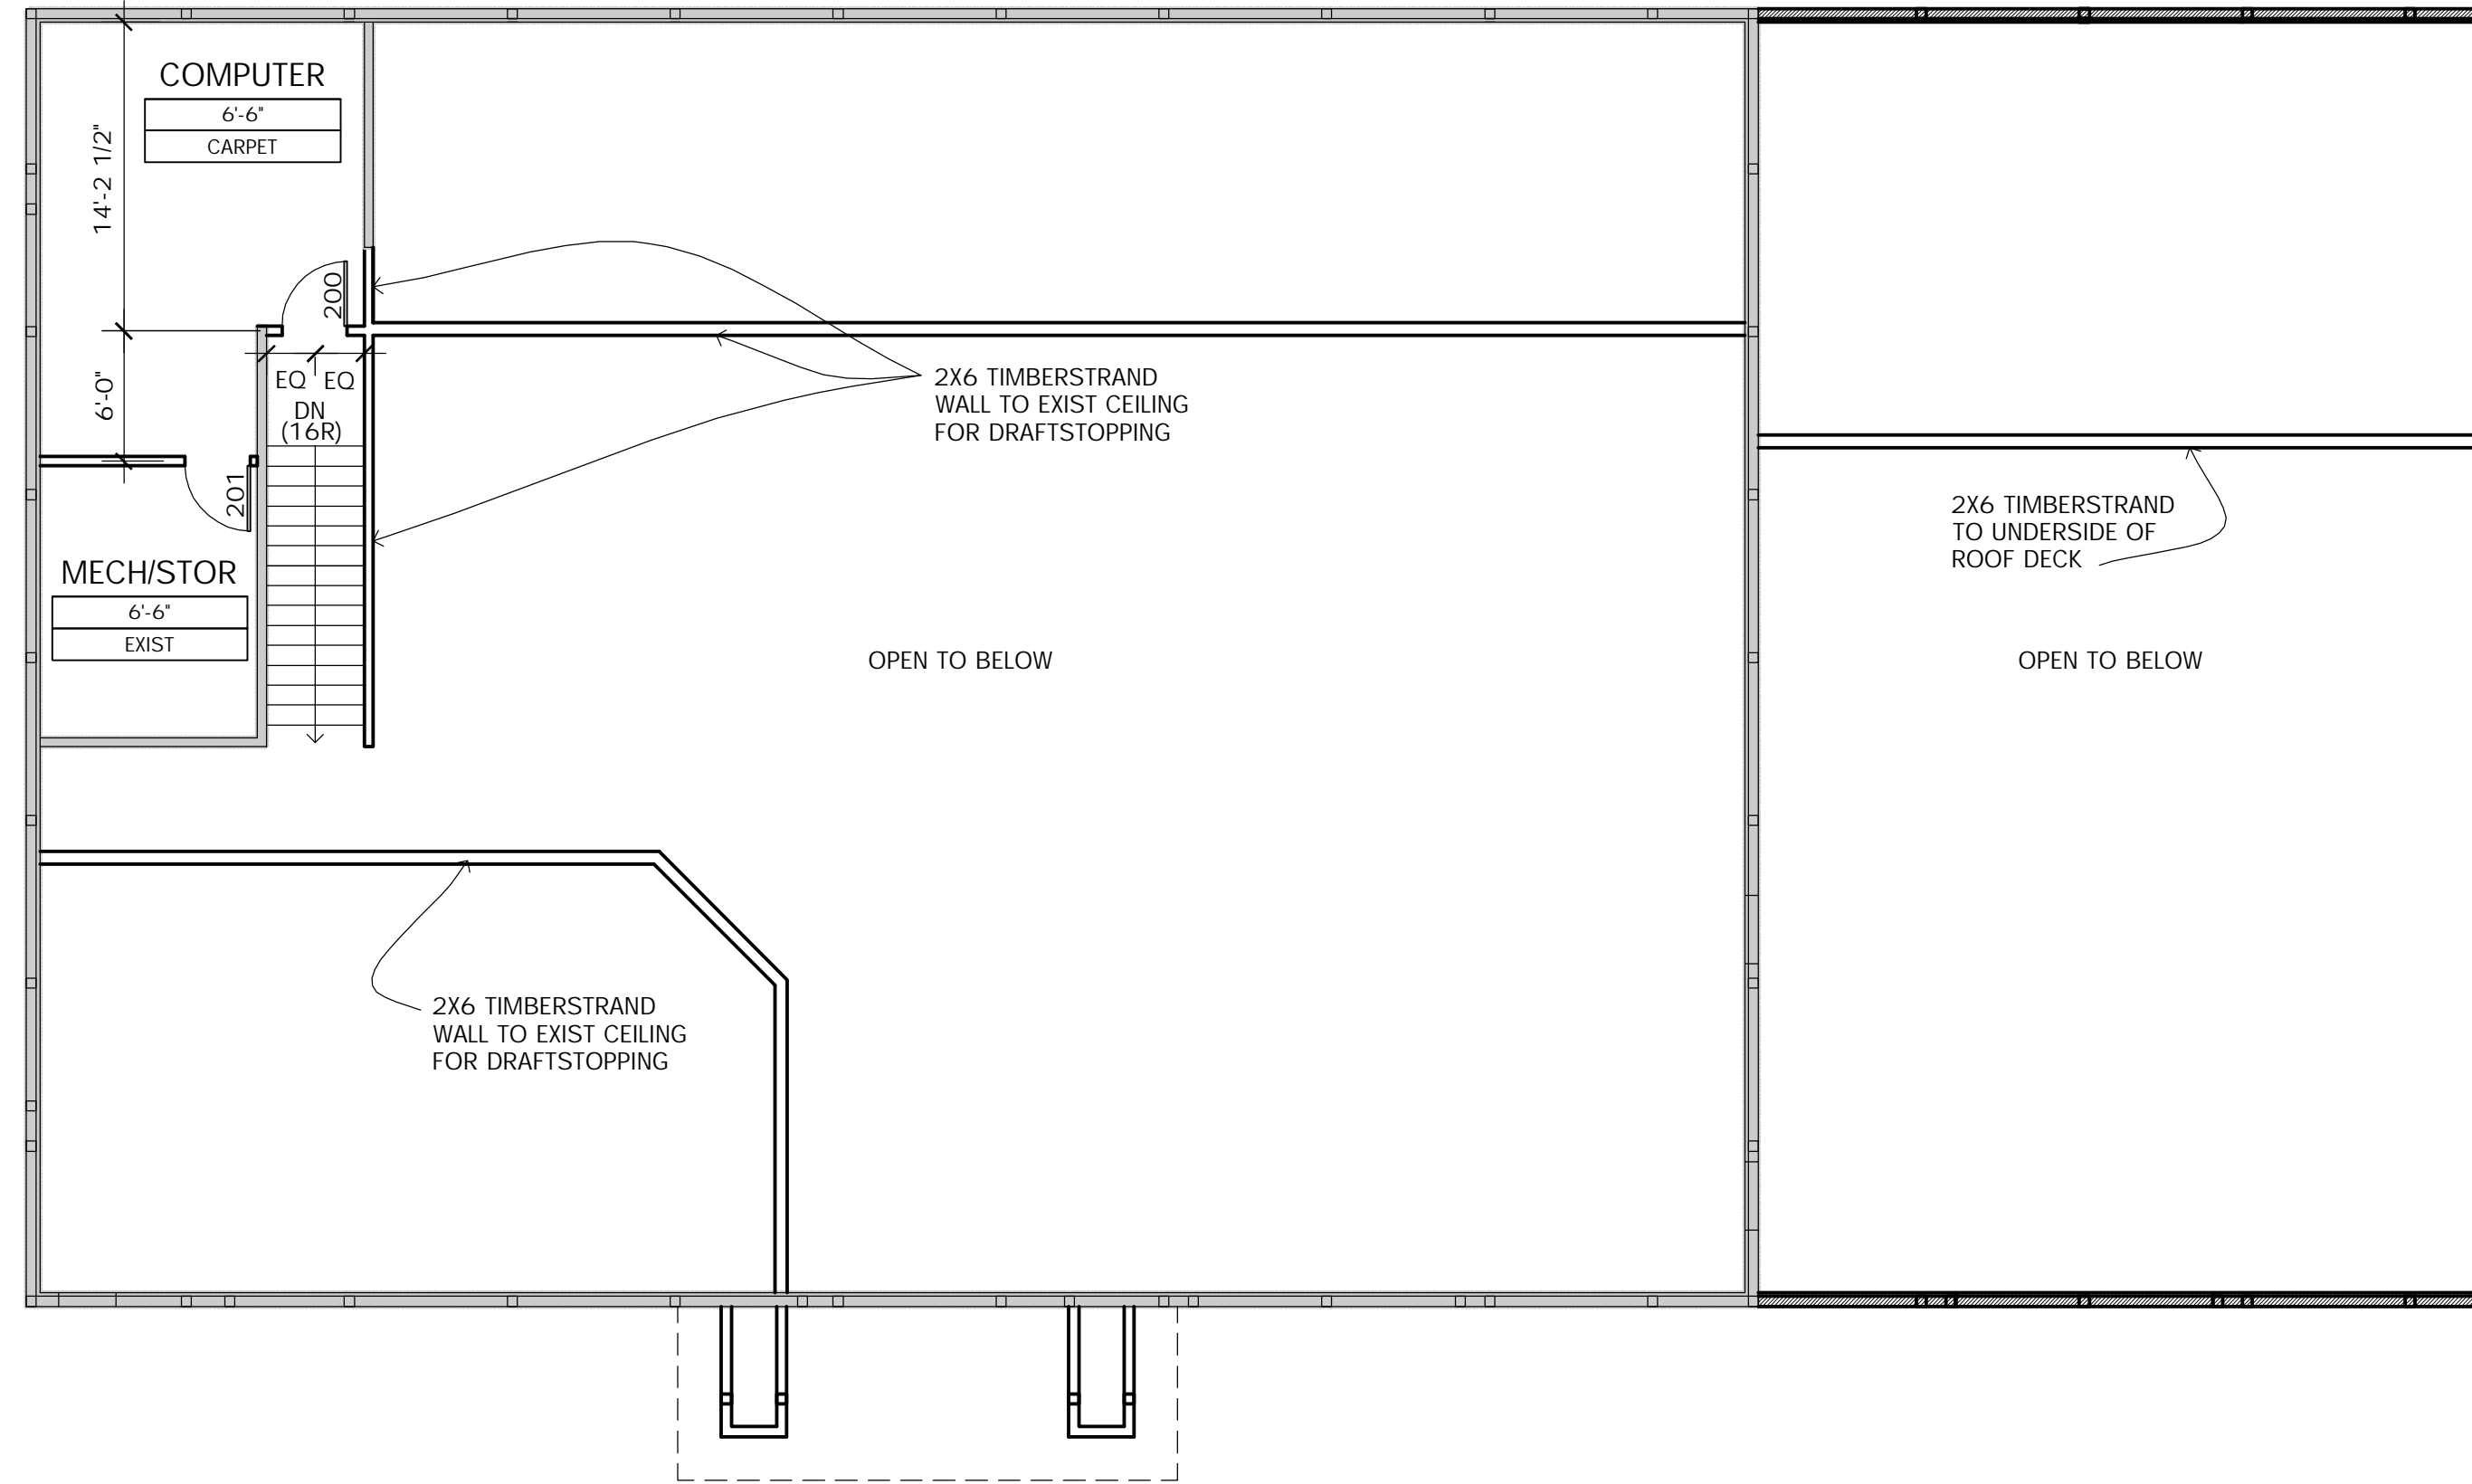 COMPUTER
6'-6"
CARPET
14'-2 1/2"
200
6'-0"
EQ EQ
DN
(16R)
201
MECH/STOR
6'-6"
EXIST
2X6 TIMBERSTRAND
WALL TO EXIST CEILING
FOR DRAFTSTOPPING
2X6 TIMBERSTRAND
TO UNDERSIDE OF
ROOF DECK
OPEN TO BELOW
OPEN TO BELOW
2X6 TIMBERSTRAND
WALL TO EXIST CEILING
FOR DRAFTSTOPPING